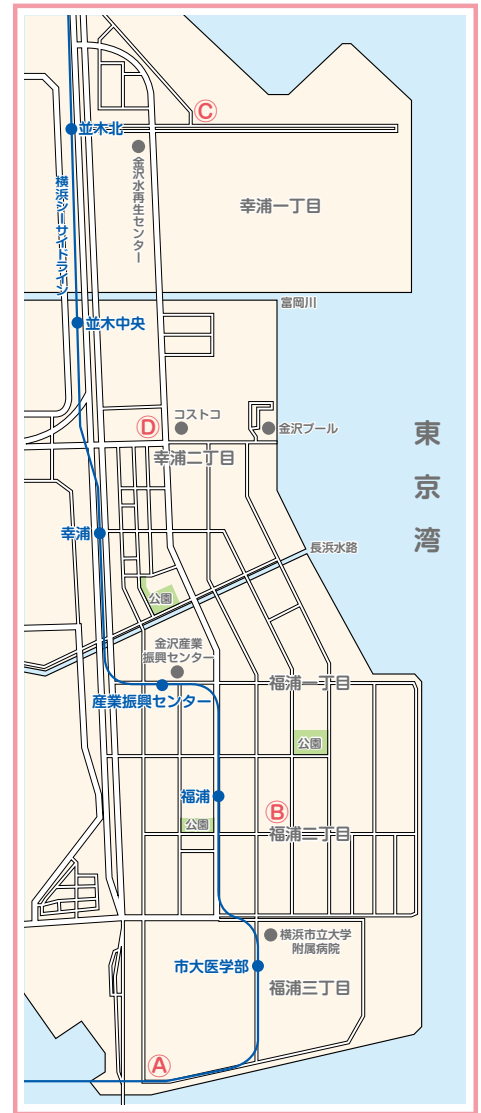 Ⓒ
並木北
金沢水再生センター
横浜シーサイドライン
幸浦一丁目
富岡川
並木中央
コストコ
Ⓓ
金沢プール
東京湾
幸浦二丁目
幸浦
長浜水路
公園
金沢産業
振興センター
福浦一丁目
産業振興センター
公園
福浦
Ⓑ
公園
福浦二丁目
横浜市立大学
附属病院
市大医学部
福浦三丁目
Ⓐ